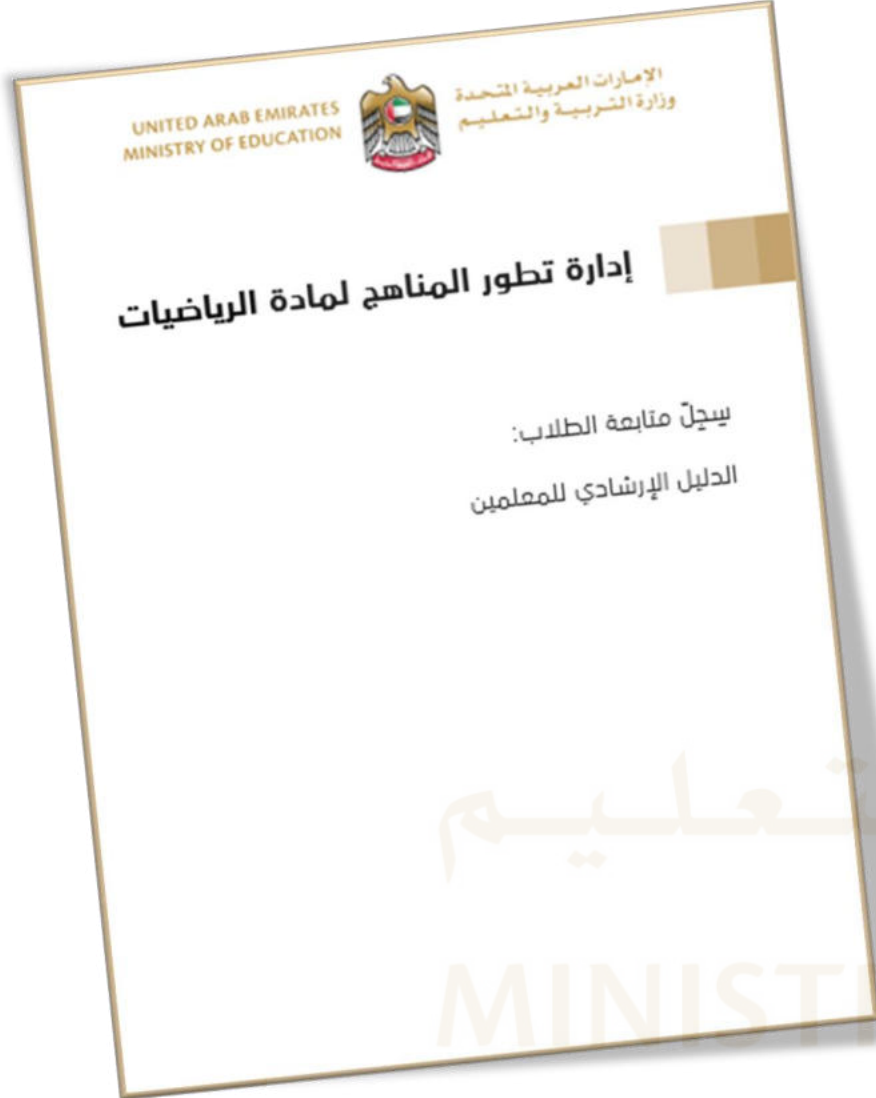 UNITED ARAB EMIRATES
MINISTRY OF EDUCATION
الإمارات العربية المتحدة
وزارة التربية والتعليم
إدارة تطور المناهج لمادة الرياضيات
سِجِلّ متابعة الطلاب:
الدليل الإرشادي للمعلمين
تعليم
MINIST